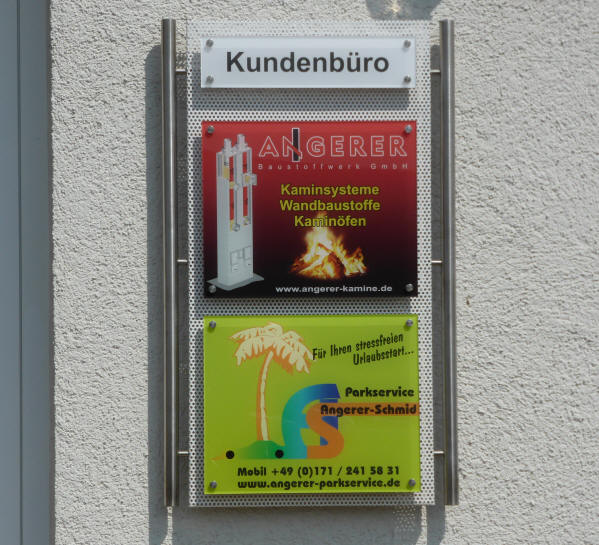 Kundenbüro
ANGERER
Baustoffwerk GmbH
Kaminsysteme
Wandbaustoffe
Kaminöfen
www.angerer-kamine.de
Für Ihren stressfreien
Urlaubsstart...
Parkservice
Angerer-Schmid
Mobil +49 (0)171 / 241 58 31
www.angerer-parkservice.de